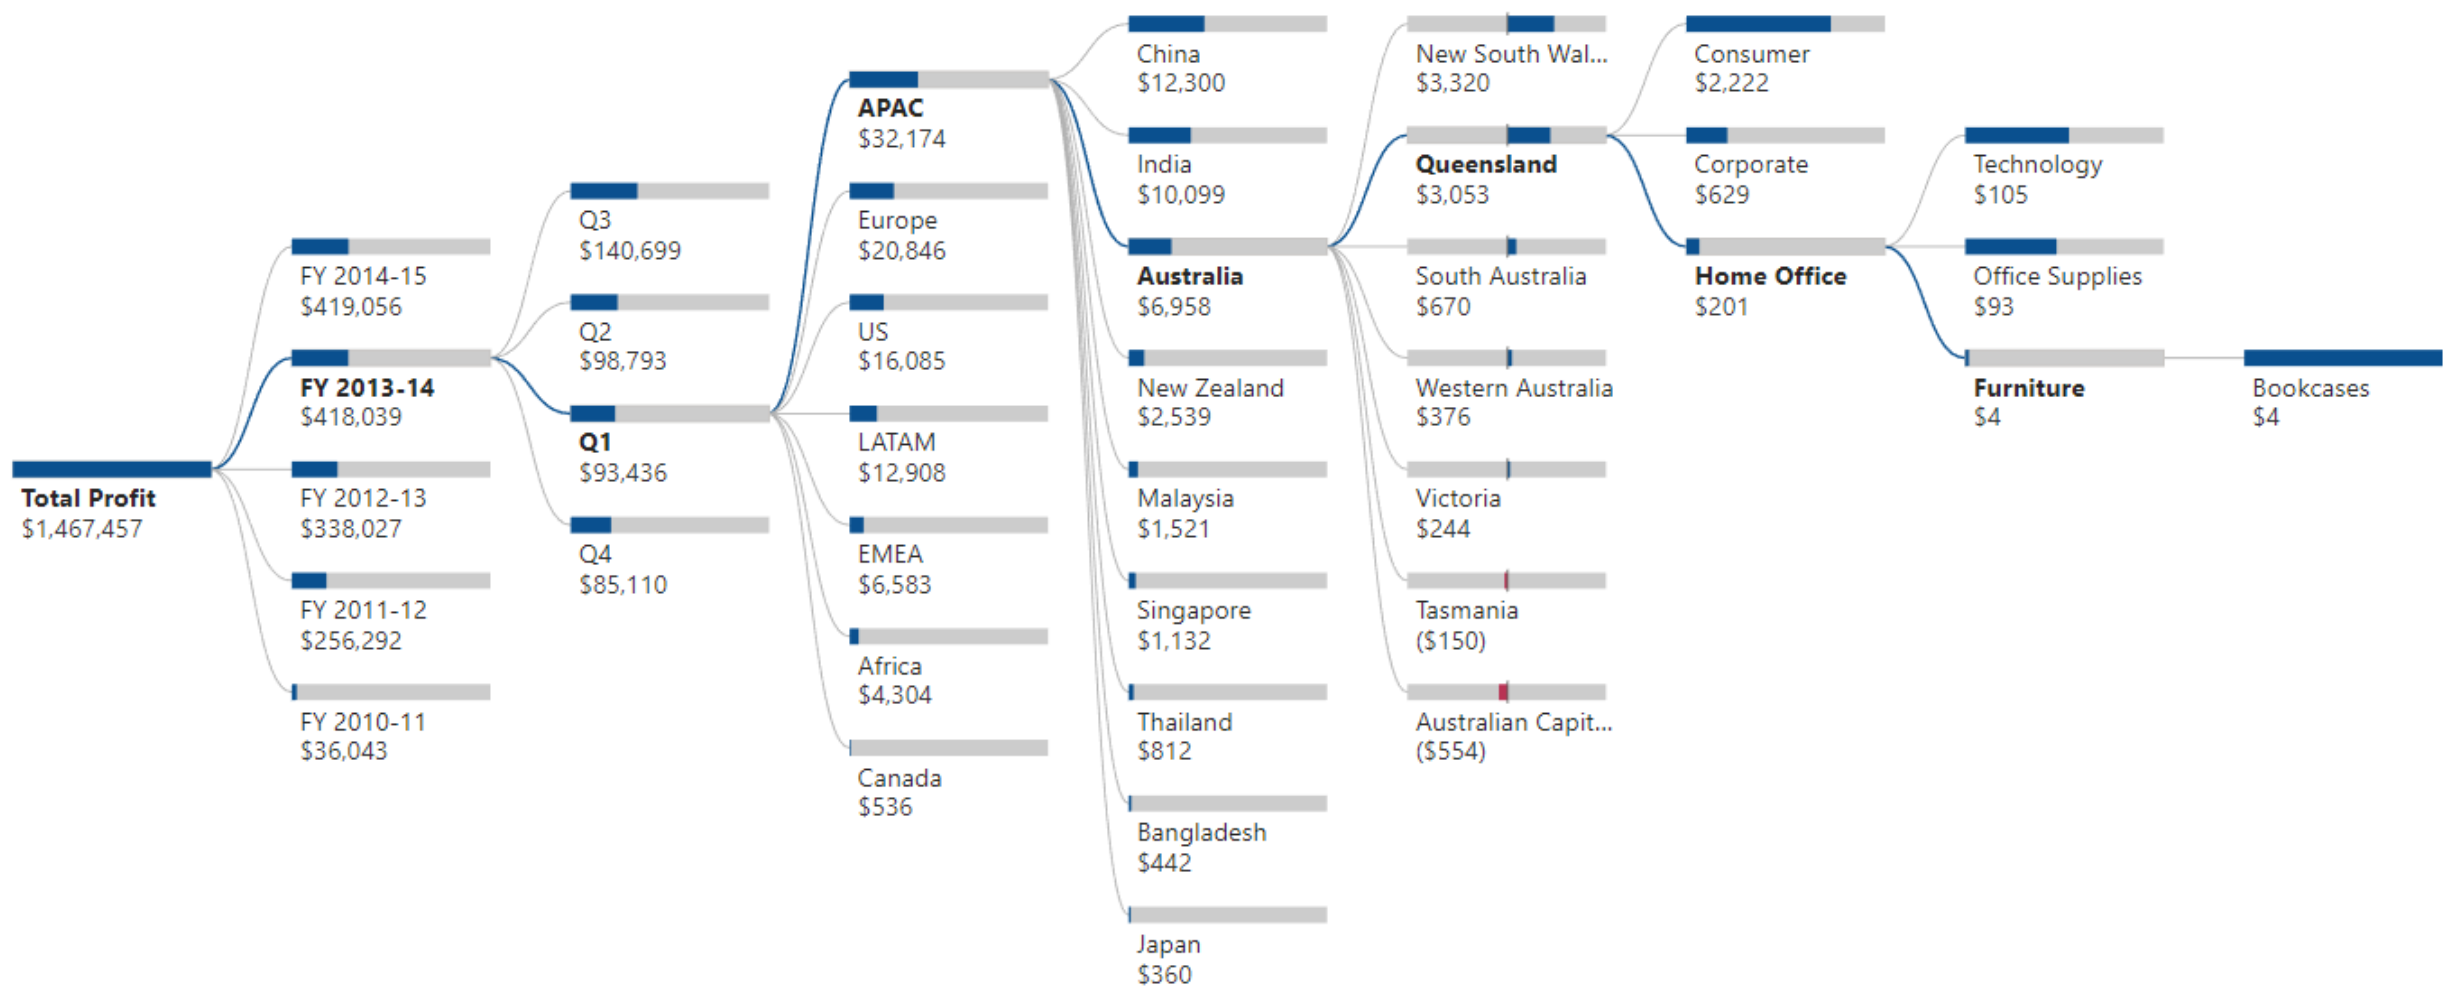 Total Profit
$1,467,457
FY 2014-15
$419,056
FY 2013-14
$418,039
FY 2012-13
$338,027
FY 2011-12
$256,292
FY 2010-11
$36,043
Q3
$140,699
Q2
$98,793
Q1
$93,436
Q4
$85,110
APAC
$32,174
Europe
$20,846
US
$16,085
LATAM
$12,908
EMEA
$6,583
Africa
$4,304
Canada
$536
China
$12,300
India
$10,099
Australia
$6,958
New Zealand
$2,539
Malaysia
$1,521
Singapore
$1,132
Thailand
$812
Bangladesh
$442
Japan
$360
New South Wal...
$3,320
Queensland
$3,053
South Australia
$670
Western Australia
$376
Victoria
$244
Tasmania
($150)
Australian Capit...
($554)
Consumer
$2,222
Corporate
$629
Home Office
$201
Technology
$105
Office Supplies
$93
Furniture
$4
Bookcases
$4